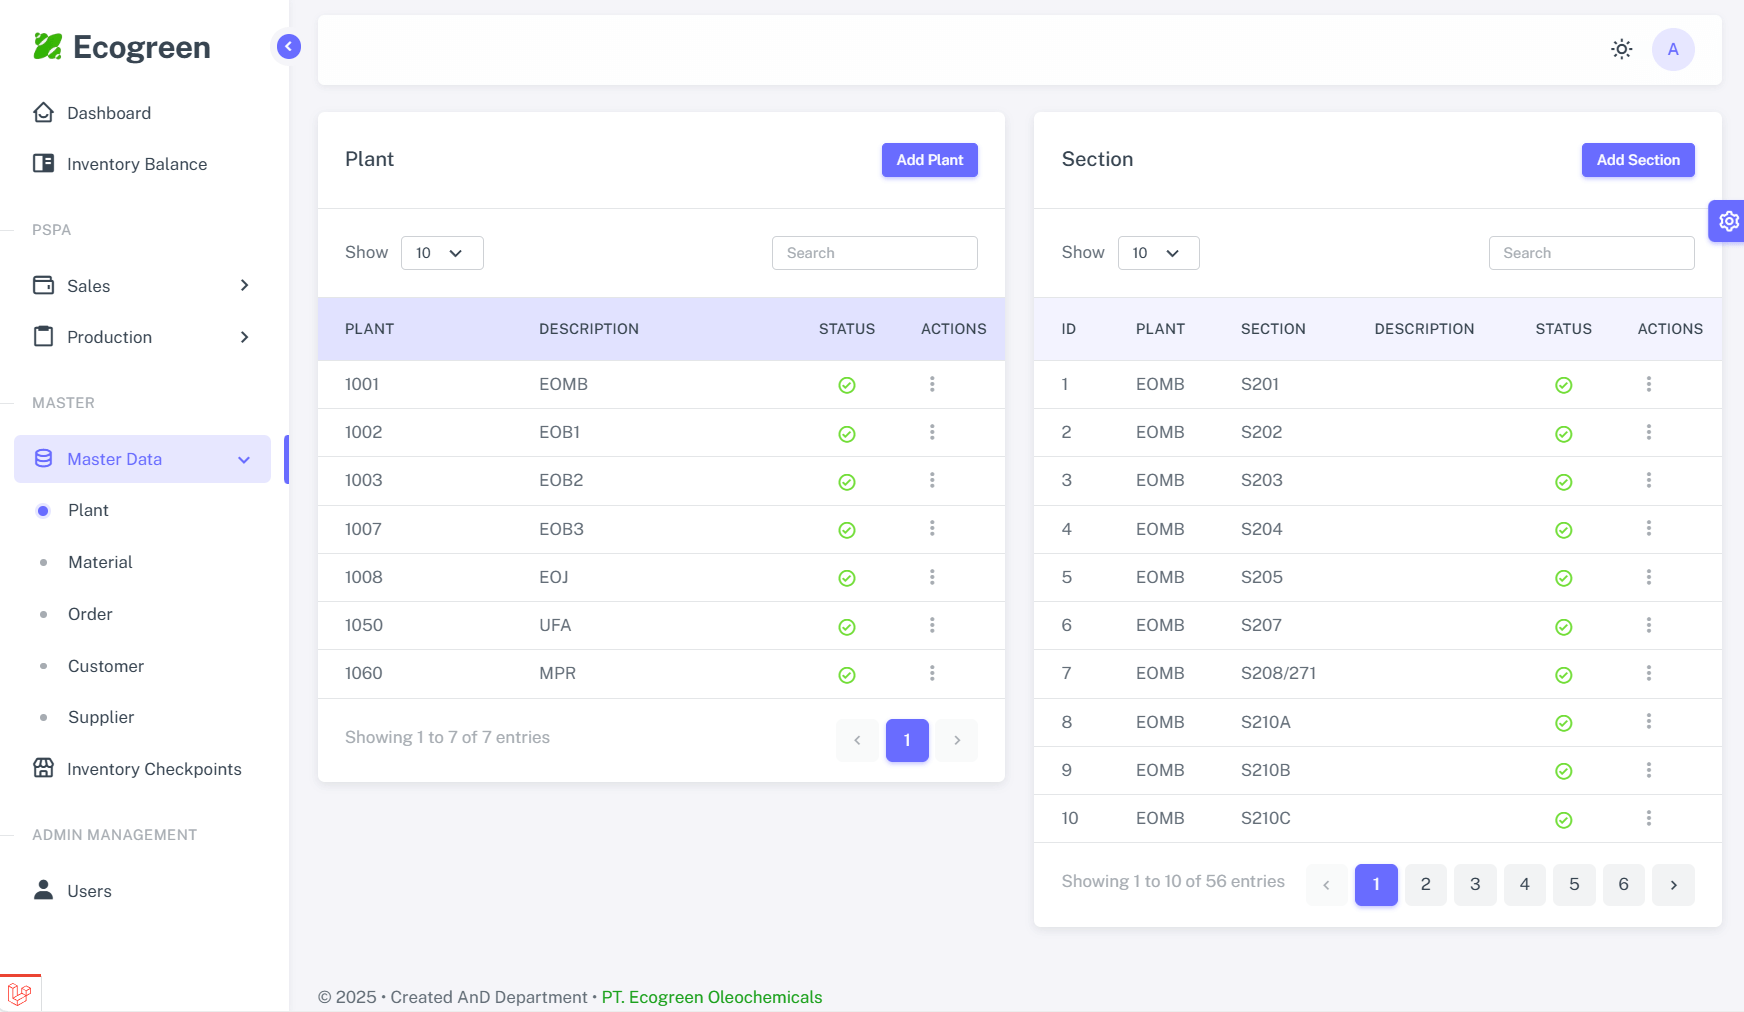 Ecogreen
Dashboard
Inventory Balance
PSPA
Sales
Production
MASTER
Master Data
Plant
Material
Order
Customer
Supplier
Inventory Checkpoints
ADMIN MANAGEMENT
Users
A
Plant
Add Plant
Show 10
Search
PLANT DESCRIPTION STATUS ACTIONS
1001 EOMB
1002 EOB1
1003 EOB2
1007 EOB3
1008 EOJ
1050 UFA
1060 MPR
Showing 1 to 7 of 7 entries
‹ 1 ›
Section
Add Section
Show 10
Search
ID PLANT SECTION DESCRIPTION STATUS ACTIONS
1 EOMB S201
2 EOMB S202
3 EOMB S203
4 EOMB S204
5 EOMB S205
6 EOMB S207
7 EOMB S208/271
8 EOMB S210A
9 EOMB S210B
10 EOMB S210C
Showing 1 to 10 of 56 entries
‹ 1 2 3 4 5 6 ›
© 2025 • Created AnD Department • PT. Ecogreen Oleochemicals